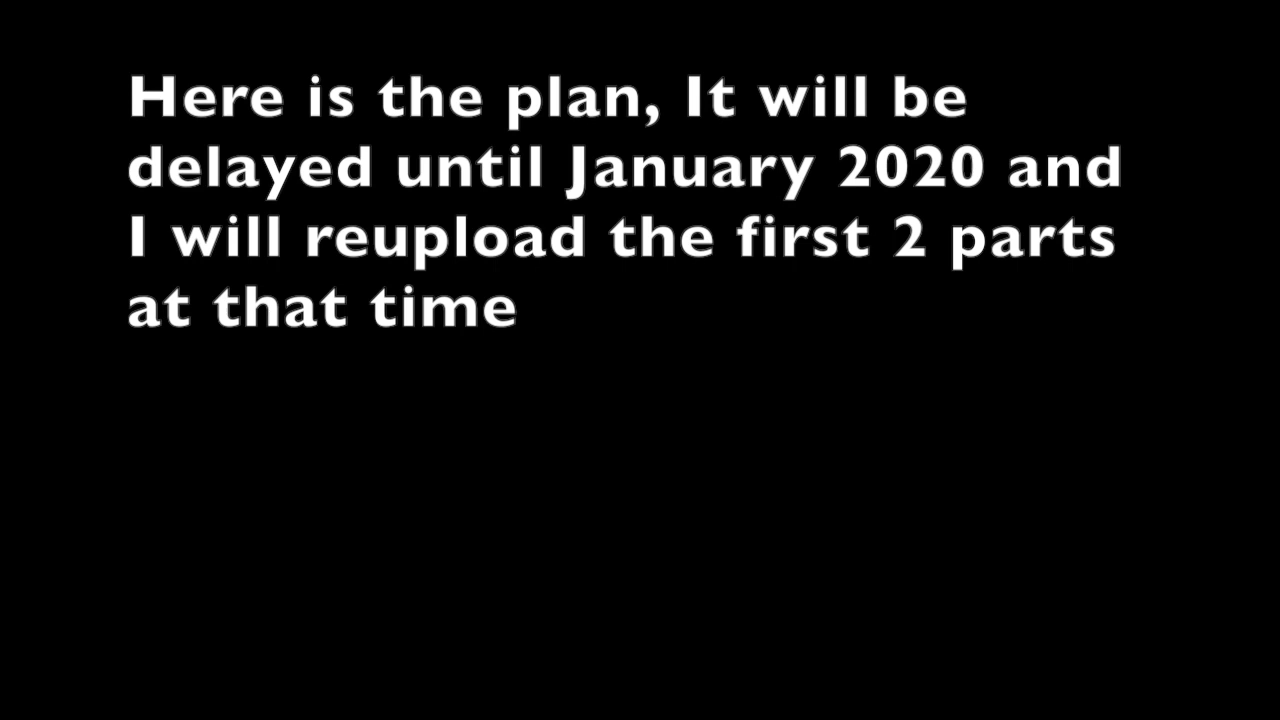 Here is the plan, It will be
delayed until January 2020 and
I will reupload the first 2 parts
at that time